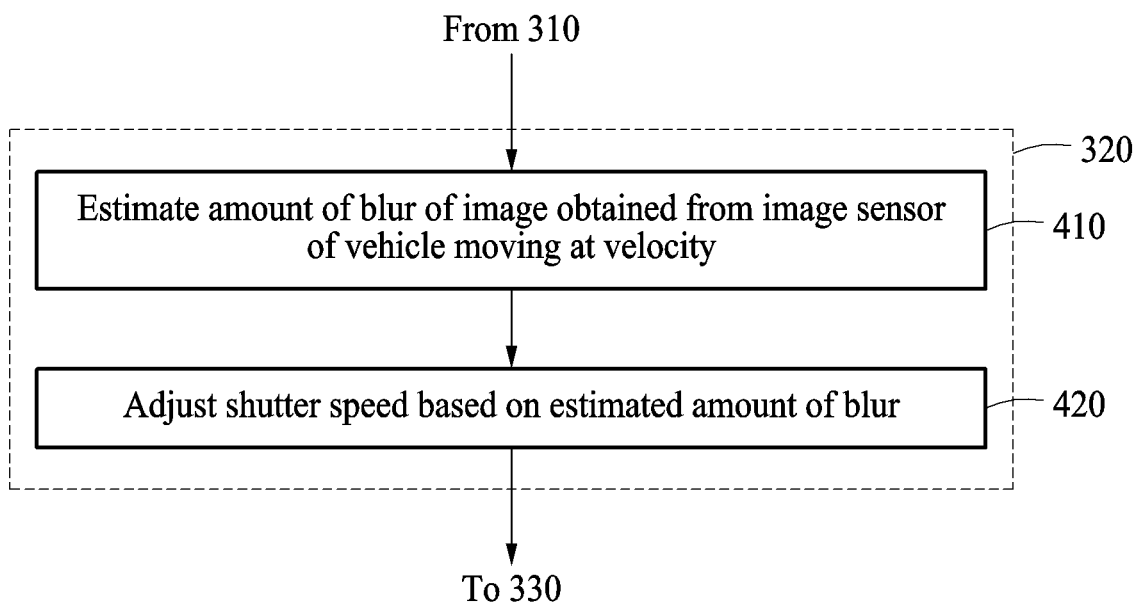 From 310
320
Estimate amount of blur of image obtained from image sensor
of vehicle moving at velocity
410
Adjust shutter speed based on estimated amount of blur
420
To 330